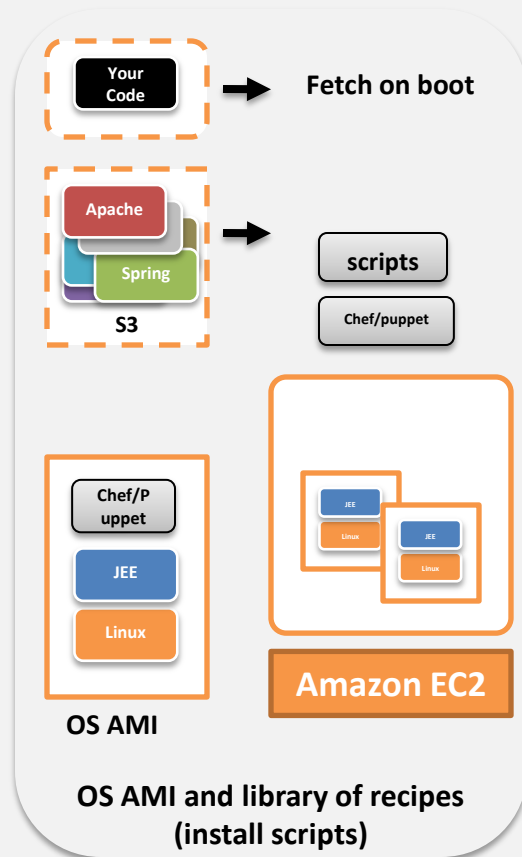 Your
Code
Fetch on boot
Apache
Spring
S3
scripts
Chef/puppet
Chef/P
uppet
JEE
Linux
OS AMI
JEE
Linux
JEE
Linux
Amazon EC2
OS AMI and library of recipes
(install scripts)